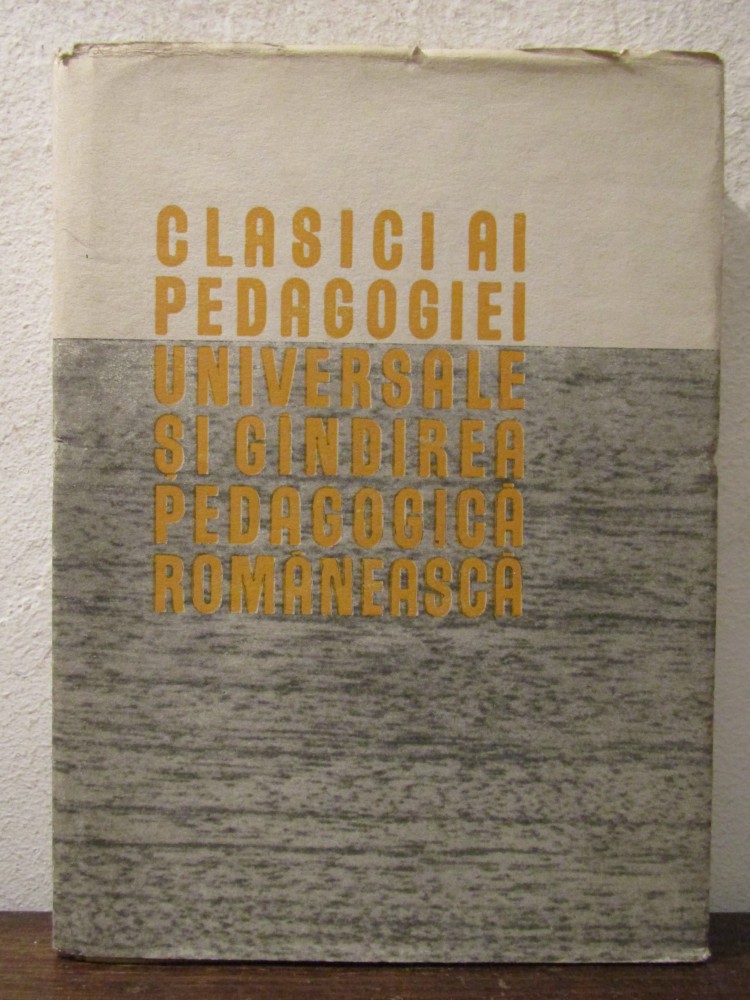 CLASICI AI
PEDAGOGIEI
UNIVERSALE
ȘI GÎNDIREA
PEDAGOGICĂ
ROMÂNEASCĂ